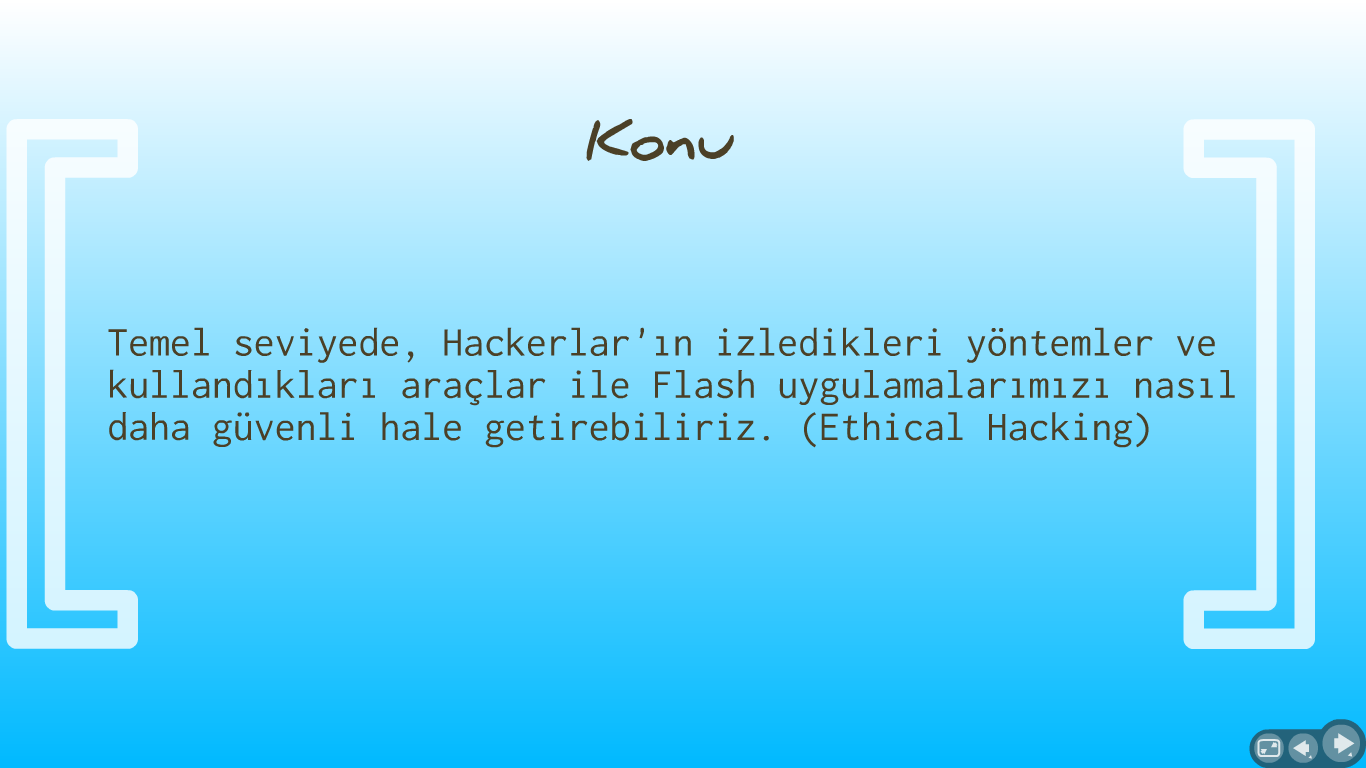 Konu
Temel seviyede, Hackerlar'ın izledikleri yöntemler ve
kullandıkları araçlar ile Flash uygulamalarımızı nasıl
daha güvenli hale getirebiliriz. (Ethical Hacking)